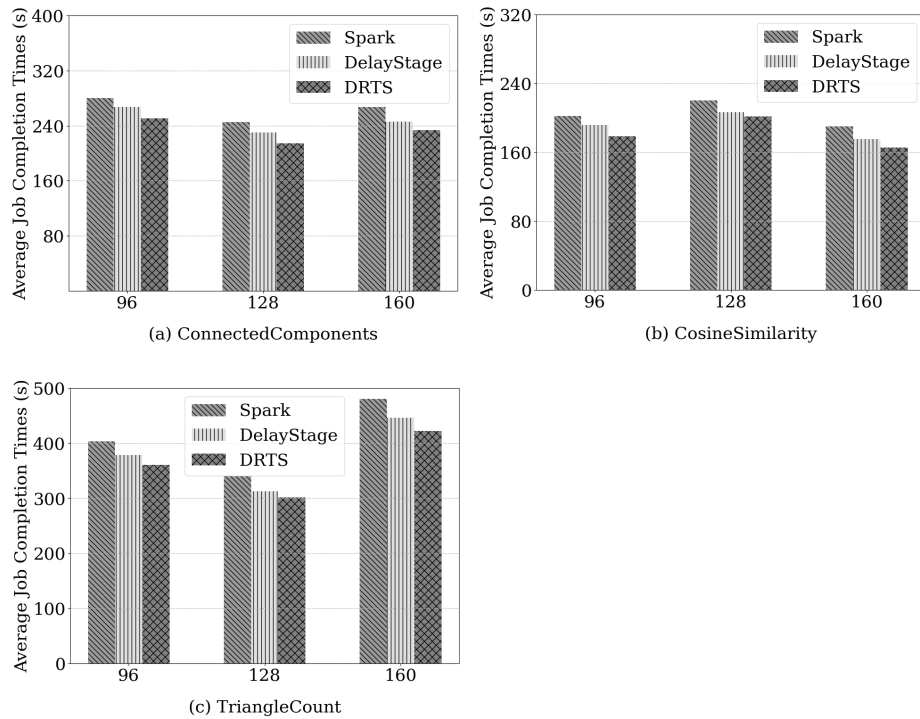 Average Job Completion Times (s)
400
320
240
160
80
Spark
DelayStage
DRTS
96
128
160
(a) ConnectedComponents
Average Job Completion Times (s)
320
240
160
80
0
Spark
DelayStage
DRTS
96
128
160
(b) CosineSimilarity
Average Job Completion Times (s)
500
400
300
200
100
0
Spark
DelayStage
DRTS
96
128
160
(c) TriangleCount